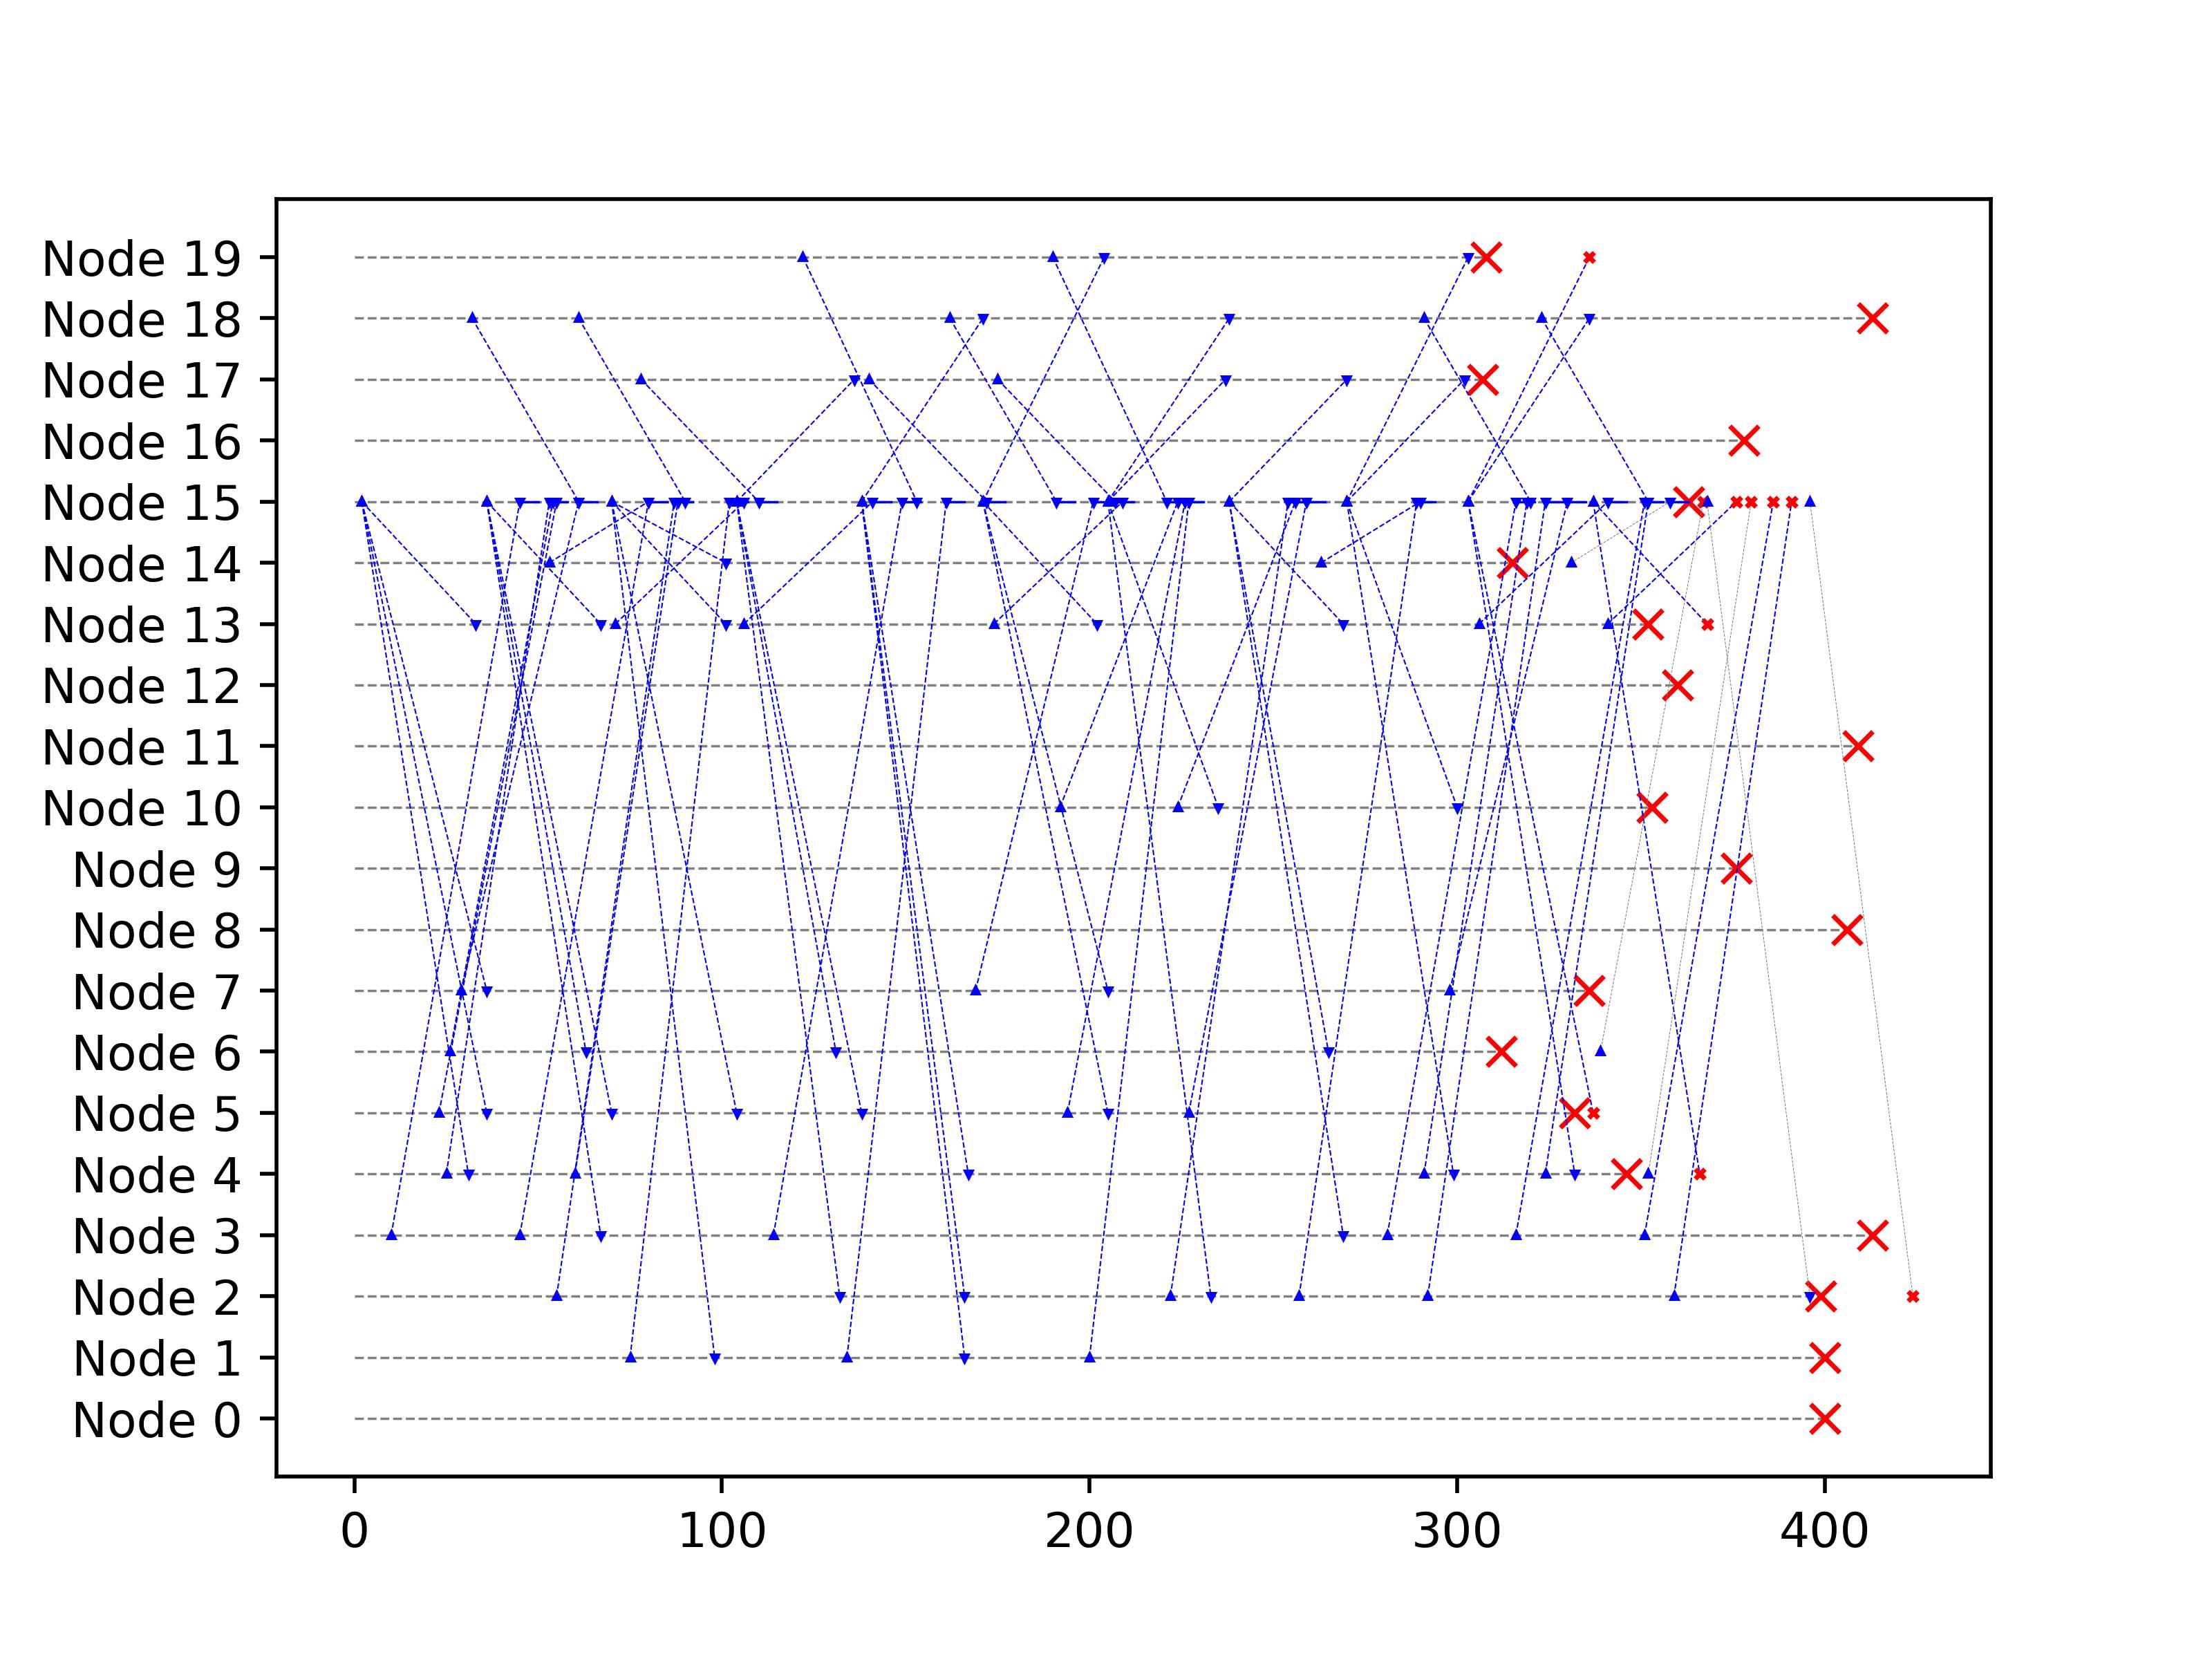 Node 19
Node 18
Node 17
Node 16
Node 15
Node 14
Node 13
Node 12
Node 11
Node 10
Node 9
Node 8
Node 7
Node 6
Node 5
Node 4
Node 3
Node 2
Node 1
Node 0
0 100 200 300 400